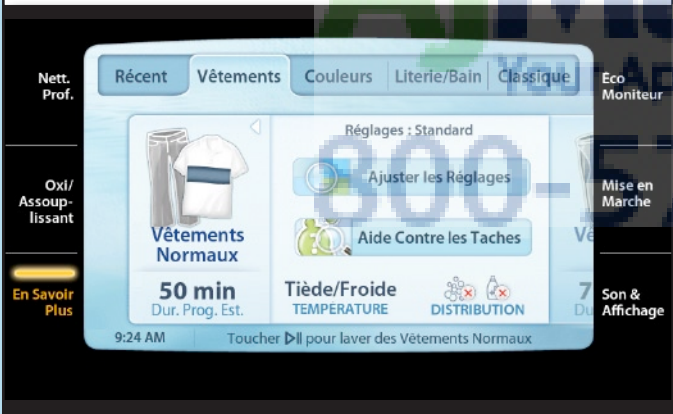 Nett.
Prof.
Oxi/
Assoup-
lissant
En Savoir
Plus
Récent Vêtements Couleurs Literie/Bain Classique
Réglages : Standard
Ajuster les Réglages
Aide Contre les Taches
Vêtements
Normaux
50 min
Dur. Prog. Est.
Tiède/Froide
TEMPÉRATURE
DISTRIBUTION
9:24 AM Toucher ▷II pour laver des Vêtements Normaux
Eco
Moniteur
Mise en
Marche
Son &
Affichage
800-5